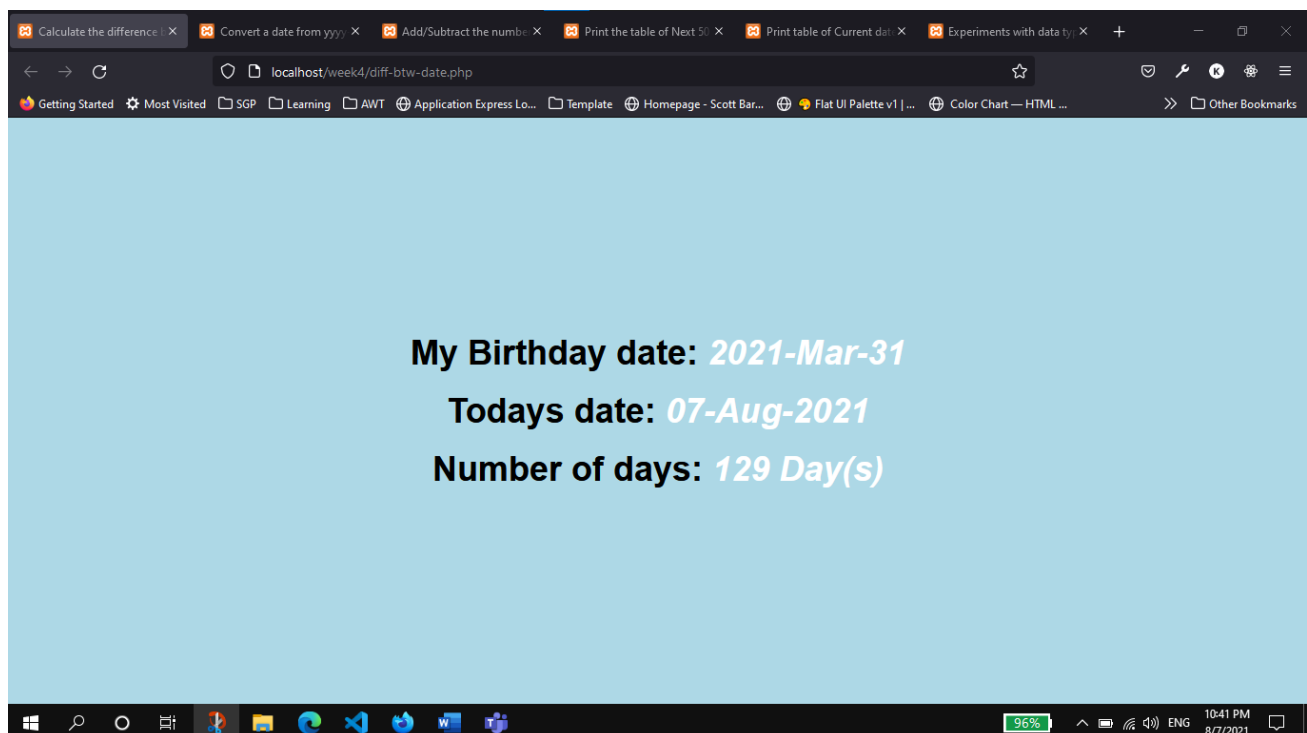 Calculate the difference b
Convert a date from yyyy
Add/Subtract the number
Print the table of Next 50
Print table of Current dat
Experiments with data typ
localhost/week4/diff-btw-date.php
Getting Started Most Visited SGP Learning AWT Application Express Lo... Template Homepage - Scott Bar... Flat UI Palette v1 | ... Color Chart — HTML ... Other Bookmarks
My Birthday date: 2021-Mar-31
Todays date: 07-Aug-2021
Number of days: 129 Day(s)
96% ENG 10:41 PM
8/7/2021